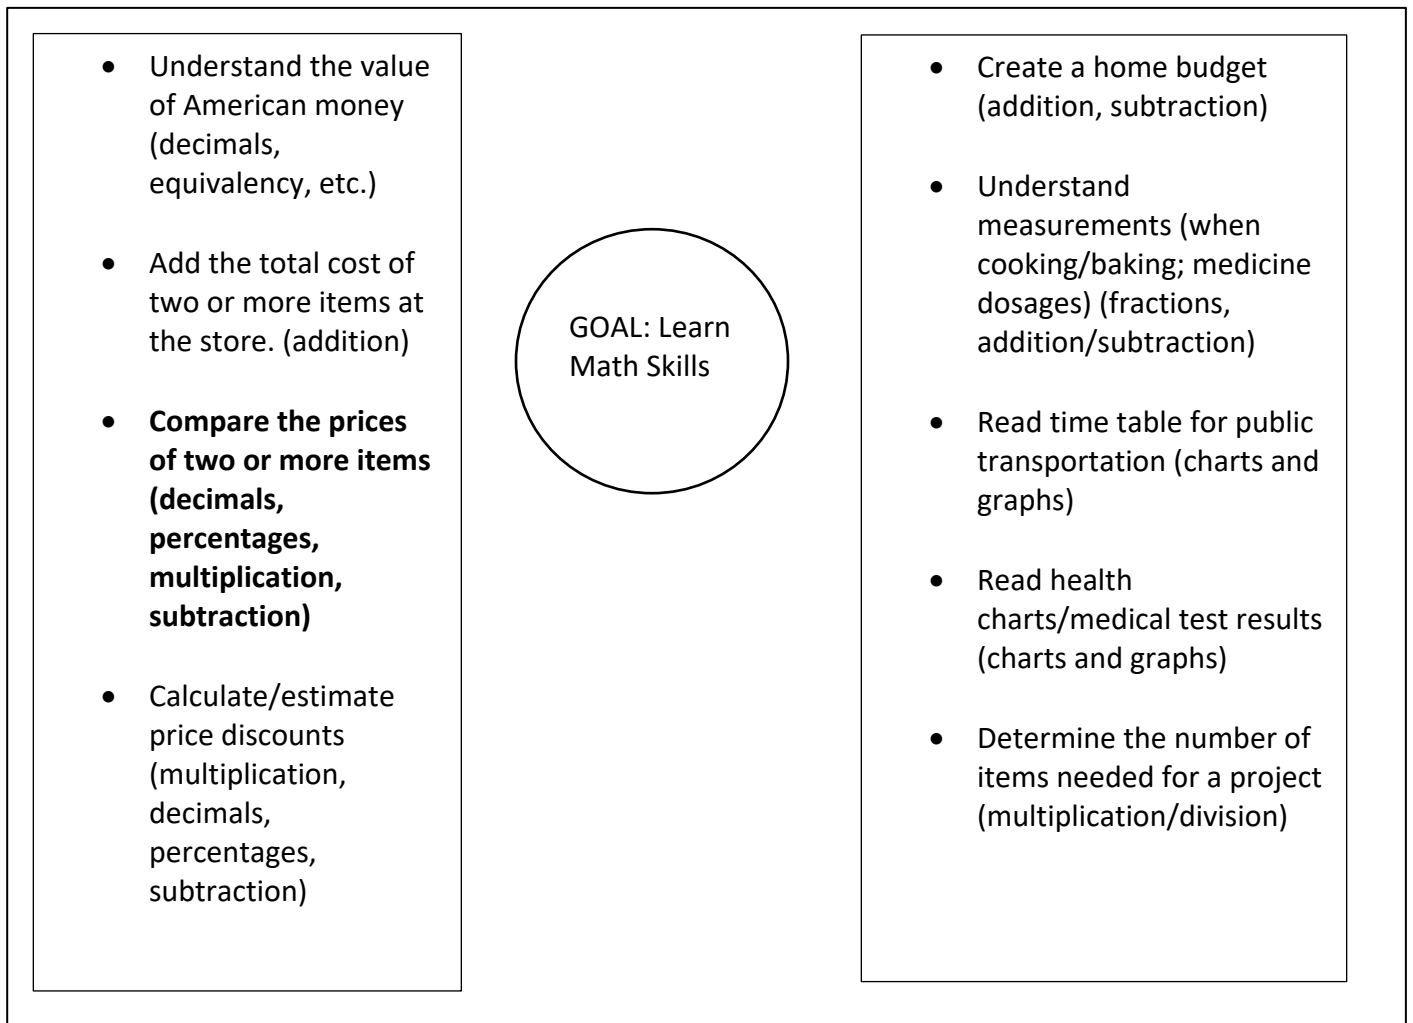 • Understand the value
of American money
(decimals,
equivalency, etc.)
• Add the total cost of
two or more items at
the store. (addition)
• Compare the prices
of two or more items
(decimals,
percentages,
multiplication,
subtraction)
• Calculate/estimate
price discounts
(multiplication,
decimals,
percentages,
subtraction)
GOAL: Learn
Math Skills
• Create a home budget
(addition, subtraction)
• Understand
measurements (when
cooking/baking; medicine
dosages) (fractions,
addition/subtraction)
• Read time table for public
transportation (charts and
graphs)
• Read health
charts/medical test results
(charts and graphs)
• Determine the number of
items needed for a project
(multiplication/division)